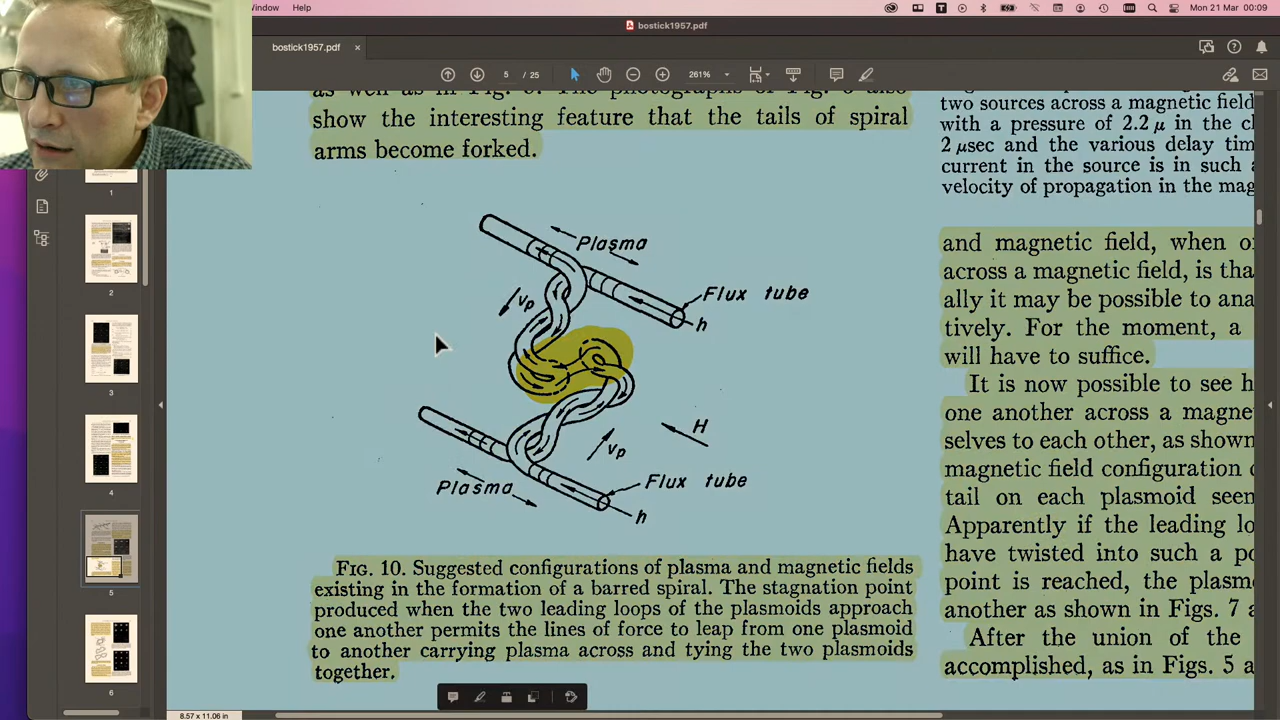 Window
Mon 21 Mar 00:09
bostick1957.pdf
bostick1957.pdf
5 / 25
261%
show the interesting feature that the tails of spiral
arms become forked.
Plasma
Flux tube
h
vp
H
vp
Plasma
Flux tube
h
FIG. 10. Suggested configurations of plasma and magnetic fields
existing in the formation of a barred spiral. The stagnation point
produced when the two leading loops of the plasmoids approach
one another permits the lines of force to leap from one plasmoid
to another carrying plasma across and tying the two plasmoids
together.
two sources across a magnetic field
with a pressure of 2.2 μ in the
2 μsec and the various delay
current in the source is in such
velocity of propagation in the
and magnetic field, when
across a magnetic field, is
ally it may be possible to
tively. For the moment, a
will have to suffice.
It is now possible to see
one another across a
selves to each other, as shown
magnetic field configuration
tail on each plasmoid
Apparently if the leading
have twisted into such a
point is reached, the
another as shown in Figs. 7
After the union of the
accomplished, as in Figs. 5
1
2
3
4
5
6
8.57 x 11.06 in